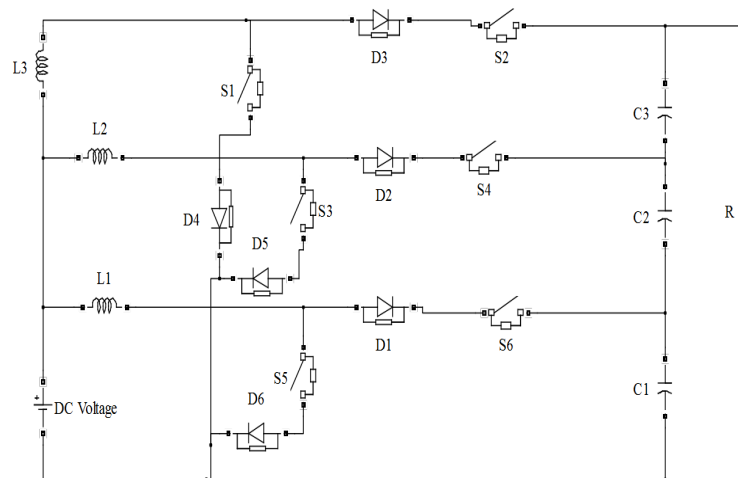 D3
S2
L3
S1
C3
L2
D2
S4
D4
S3
C2
R
D5
L1
D1
S6
S5
C1
D6
+
DC Voltage